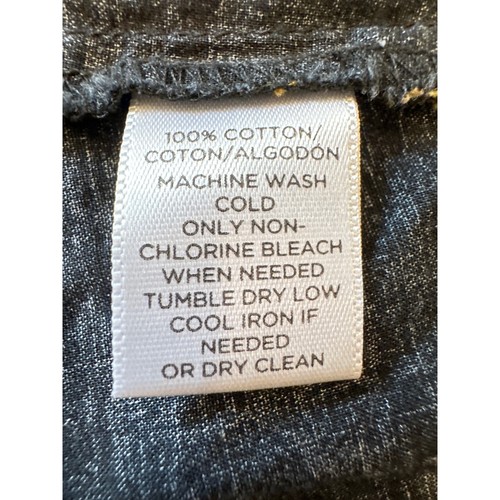 100% COTTON/
COTON/ALGODÓN
MACHINE WASH
COLD
ONLY NON-
CHLORINE BLEACH
WHEN NEEDED
TUMBLE DRY LOW
COOL IRON IF
NEEDED
OR DRY CLEAN